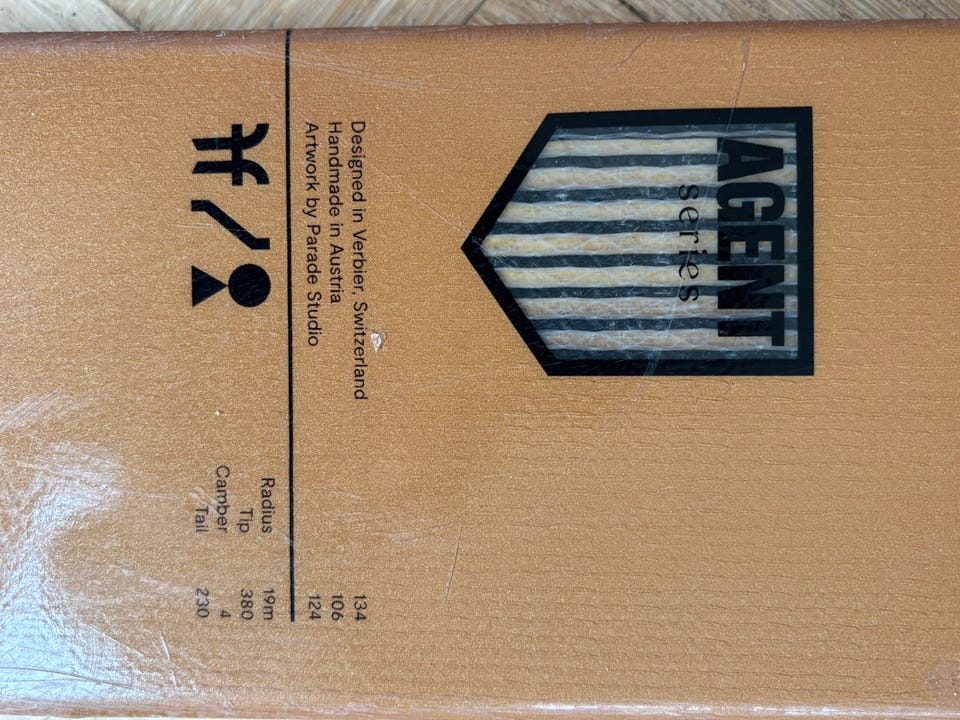 AGENT
series
Designed in Verbier, Switzerland 134
Handmade in Austria 106
Artwork by Parade Studio 124
Radius 19m
Tip 380
Camber 4
Tail 230